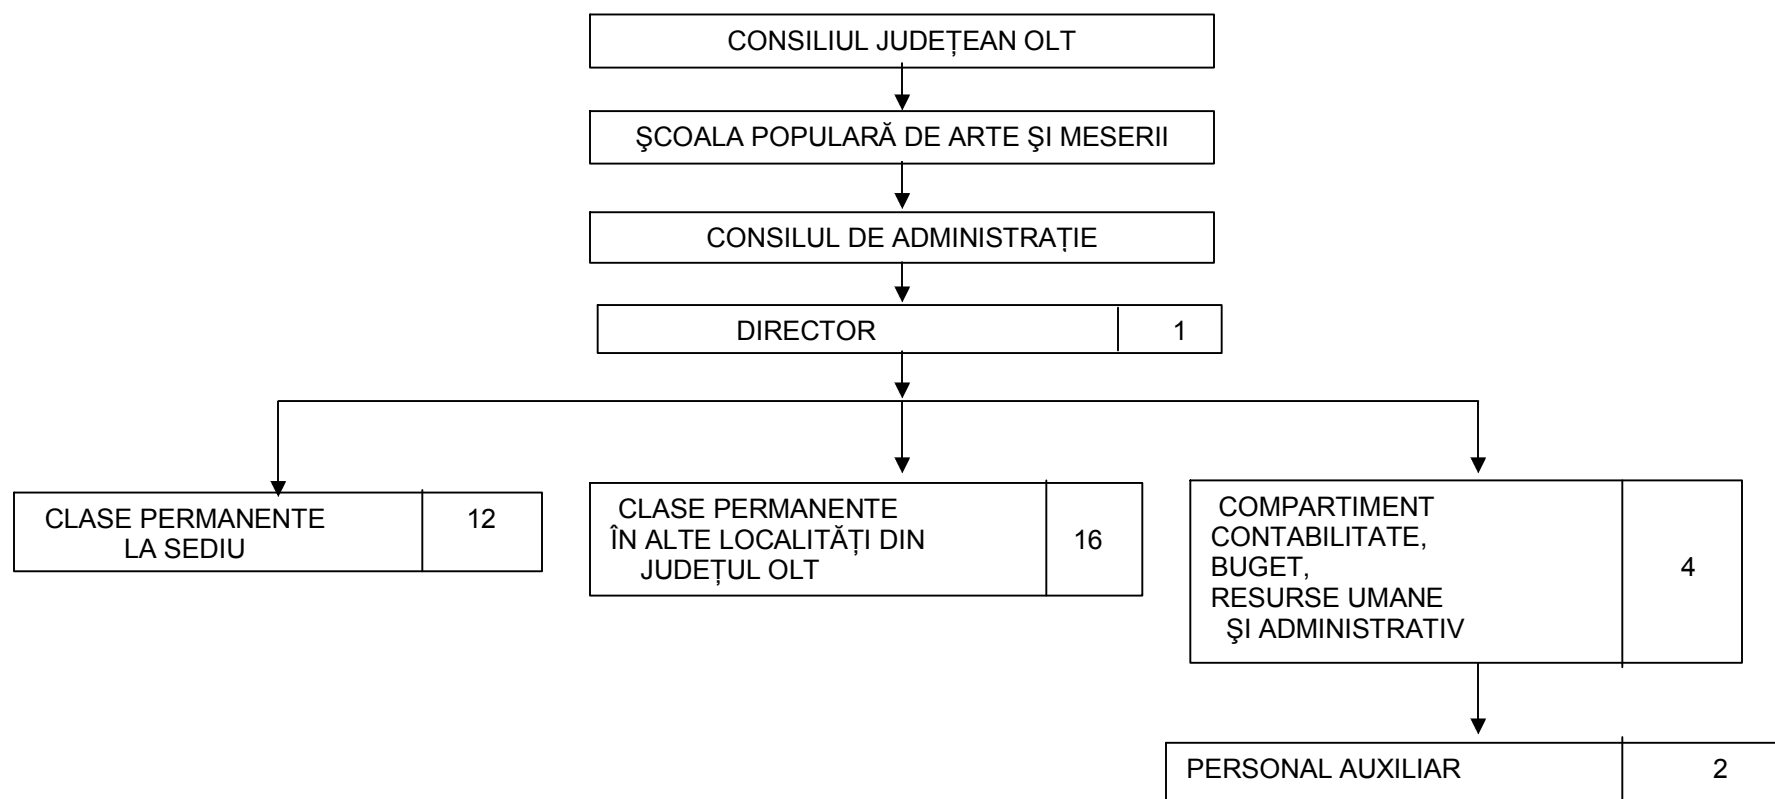 CONSILIUL JUDEȚEAN OLT
ŞCOALA POPULARĂ DE ARTE ŞI MESERII
CONSILUL DE ADMINISTRAȚIE
DIRECTOR 1
CLASE PERMANENTE 12
LA SEDIU
CLASE PERMANENTE
ÎN ALTE LOCALITĂȚI DIN 16
JUDEȚUL OLT
COMPARTIMENT
CONTABILITATE,
BUGET, 4
RESURSE UMANE
ŞI ADMINISTRATIV
PERSONAL AUXILIAR 2